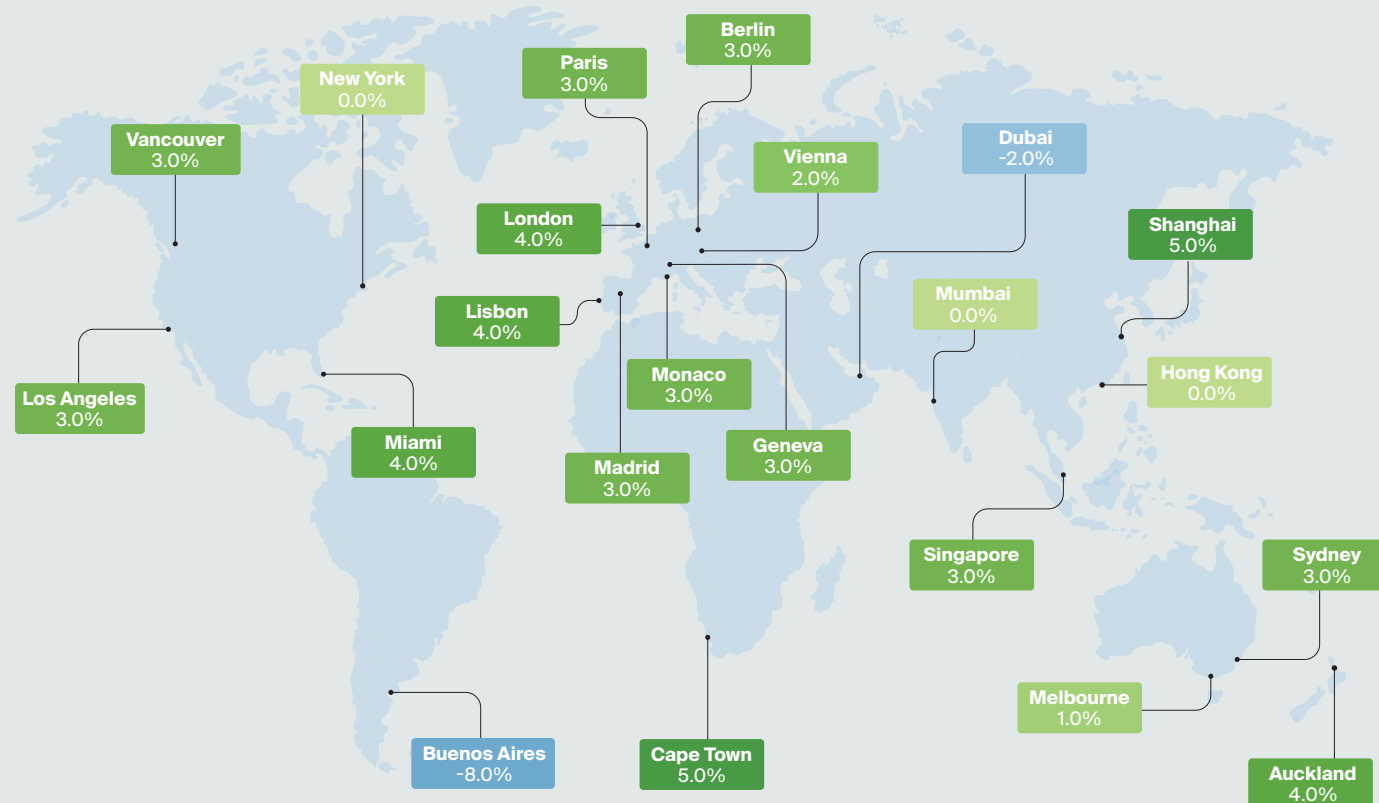 Berlin
3.0%
Paris
3.0%
New York
0.0%
Vancouver
3.0%
Dubai
-2.0%
Vienna
2.0%
London
4.0%
Shanghai
5.0%
Mumbai
0.0%
Lisbon
4.0%
Monaco
3.0%
Hong Kong
0.0%
Los Angeles
3.0%
Miami
4.0%
Geneva
3.0%
Madrid
3.0%
Singapore
3.0%
Sydney
3.0%
Melbourne
1.0%
Buenos Aires
-8.0%
Cape Town
5.0%
Auckland
4.0%